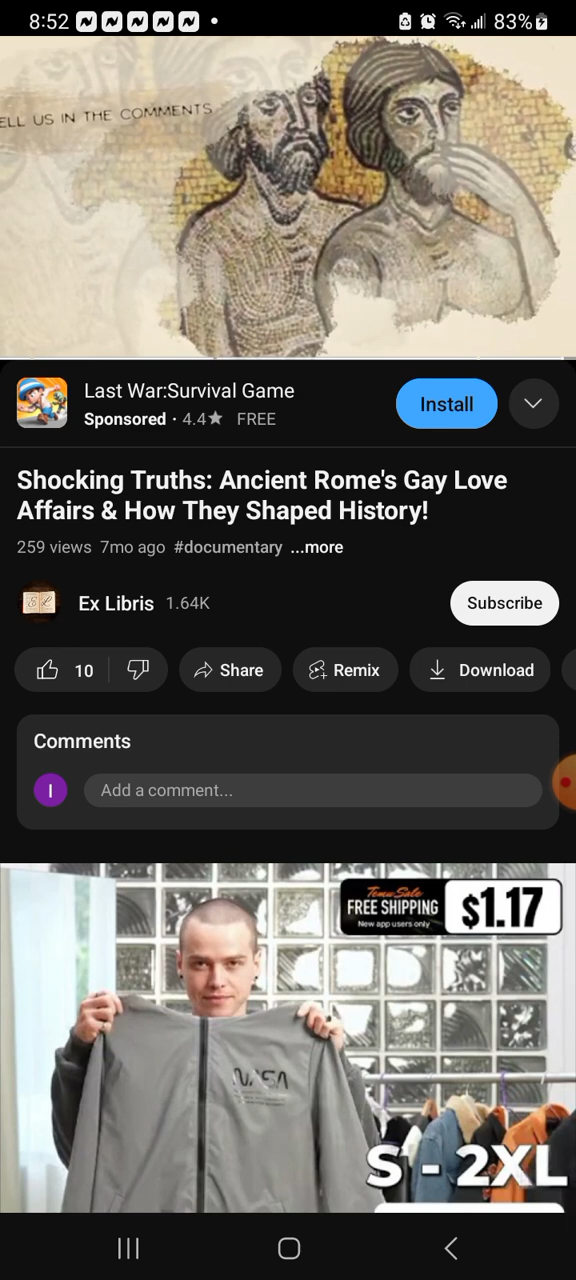 8:52
83%
ELL US IN THE COMMENTS
Last War:Survival Game
Install
Sponsored · 4.4★ FREE
Shocking Truths: Ancient Rome's Gay Love
Affairs & How They Shaped History!
259 views 7mo ago #documentary ...more
Ex Libris 1.64K
Subscribe
10
Share
Remix
Download
Comments
I
Add a comment...
Temu Sale
FREE SHIPPING
New app users only
$1.17
NASA
S - 2XL